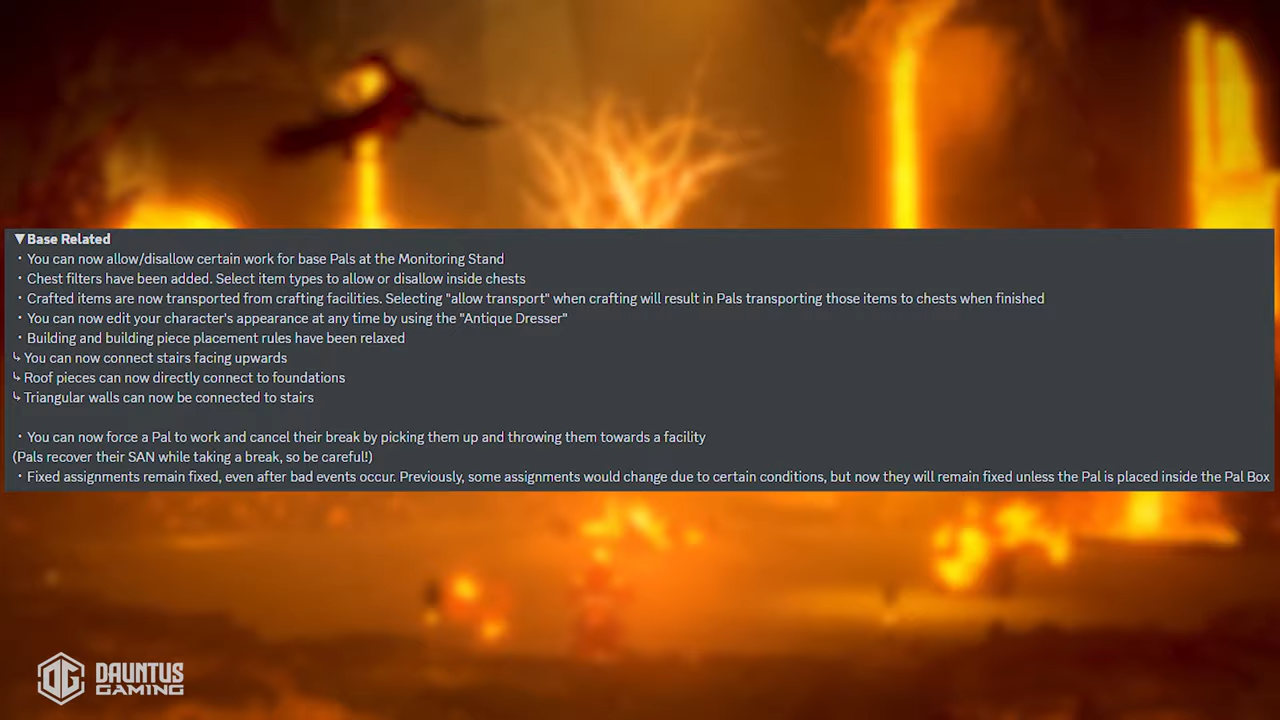 ▼Base Related
・You can now allow/disallow certain work for base Pals at the Monitoring Stand
・Chest filters have been added. Select item types to allow or disallow inside chests
・Crafted items are now transported from crafting facilities. Selecting "allow transport" when crafting will result in Pals transporting those items to chests when finished
・You can now edit your character's appearance at any time by using the "Antique Dresser"
・Building and building piece placement rules have been relaxed
↳ You can now connect stairs facing upwards
↳ Roof pieces can now directly connect to foundations
↳ Triangular walls can now be connected to stairs
・You can now force a Pal to work and cancel their break by picking them up and throwing them towards a facility
(Pals recover their SAN while taking a break, so be careful!)
・Fixed assignments remain fixed, even after bad events occur. Previously, some assignments would change due to certain conditions, but now they will remain fixed unless the Pal is placed inside the Pal Box
DG DAUNTUS
GAMING